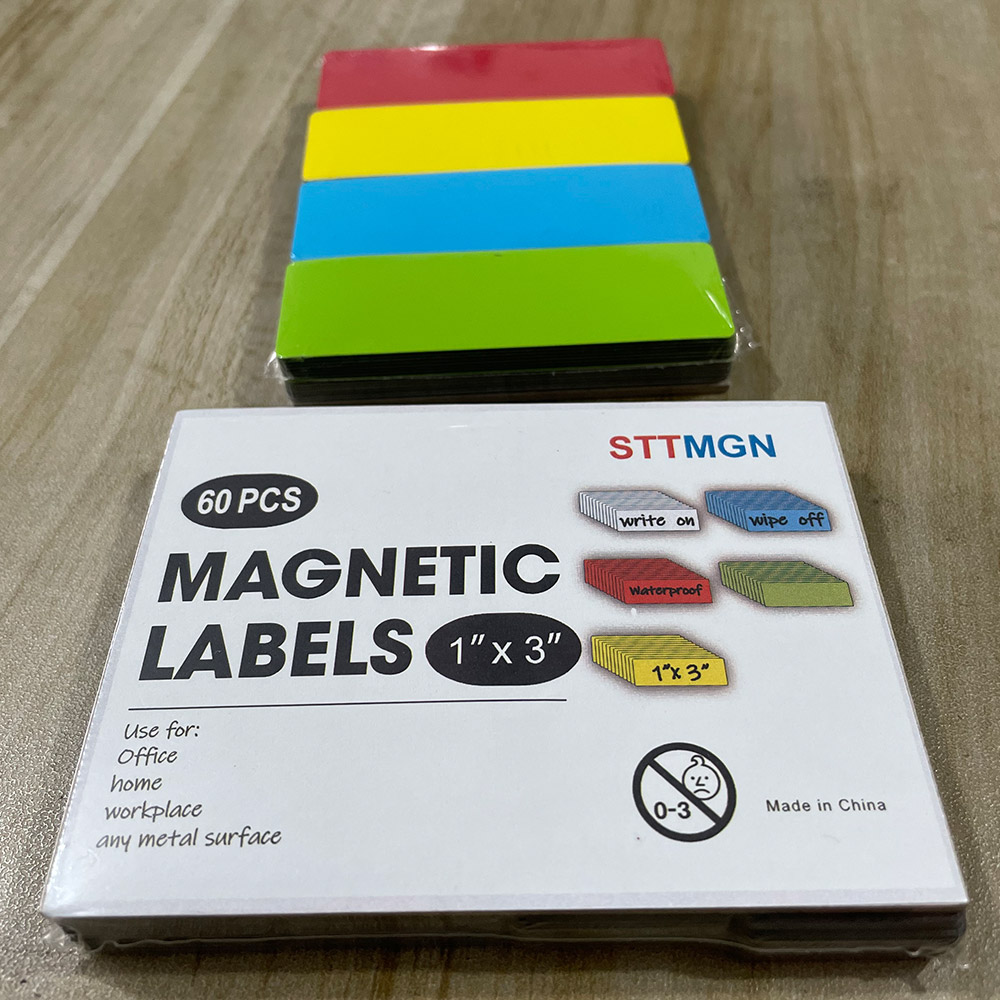 STTMGN
60 PCS
write on
wipe off
MAGNETIC
Waterproof
LABELS 1" x 3"
1"x 3"
Use for:
Office
home
workplace
any metal surface
0-3
Made in China